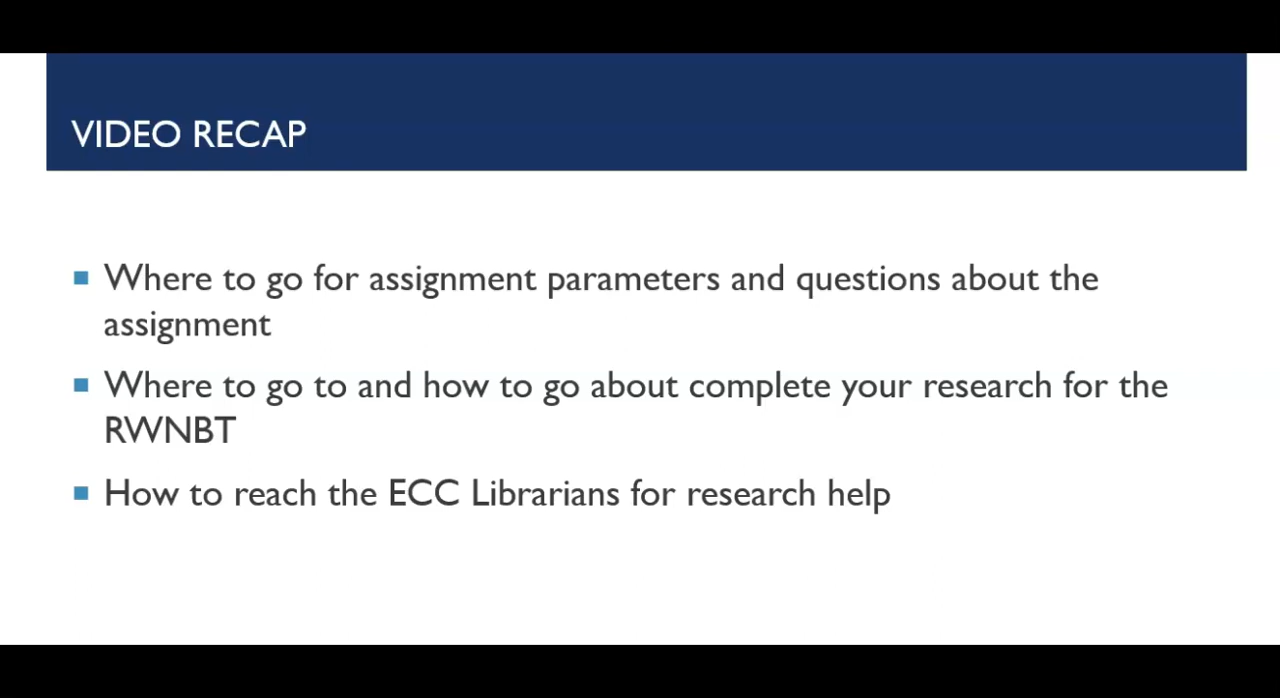 VIDEO RECAP
Where to go for assignment parameters and questions about the
assignment
Where to go to and how to go about complete your research for the
RWNBT
How to reach the ECC Librarians for research help